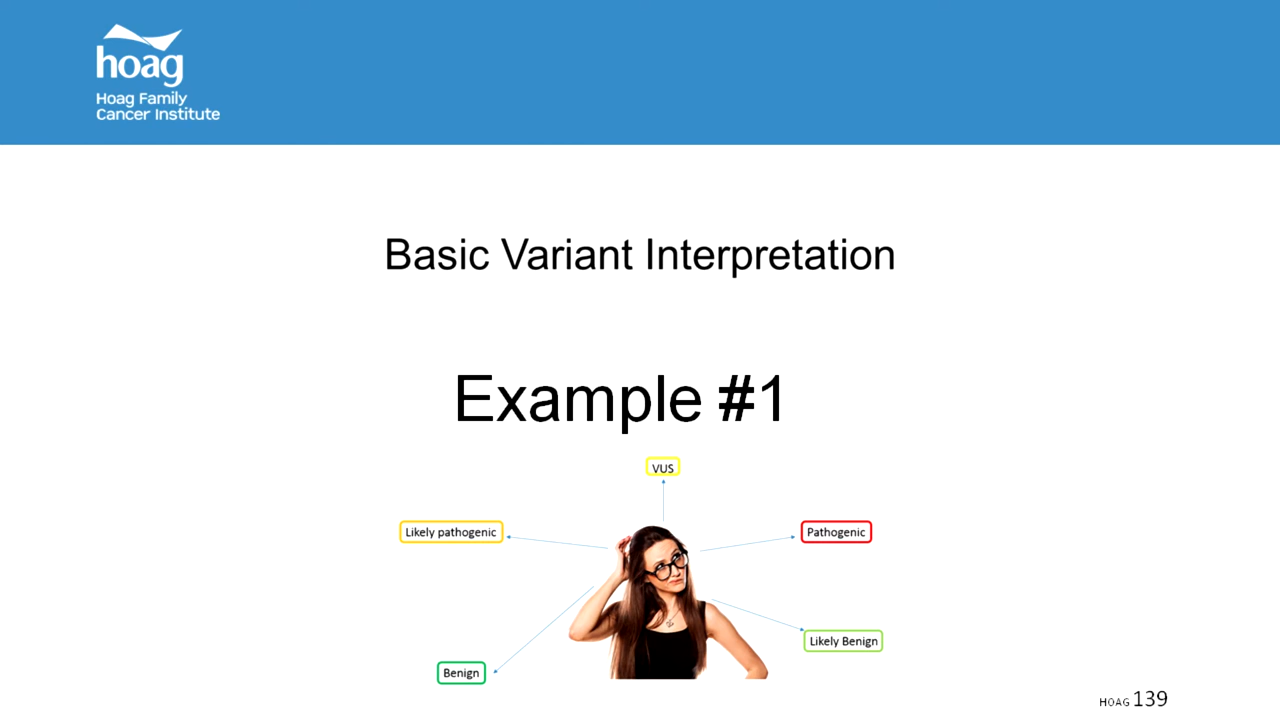 hoag
Hoag Family
Cancer Institute
Basic Variant Interpretation
Example #1
VUS
Likely pathogenic
Pathogenic
Likely Benign
Benign
HOAG 139